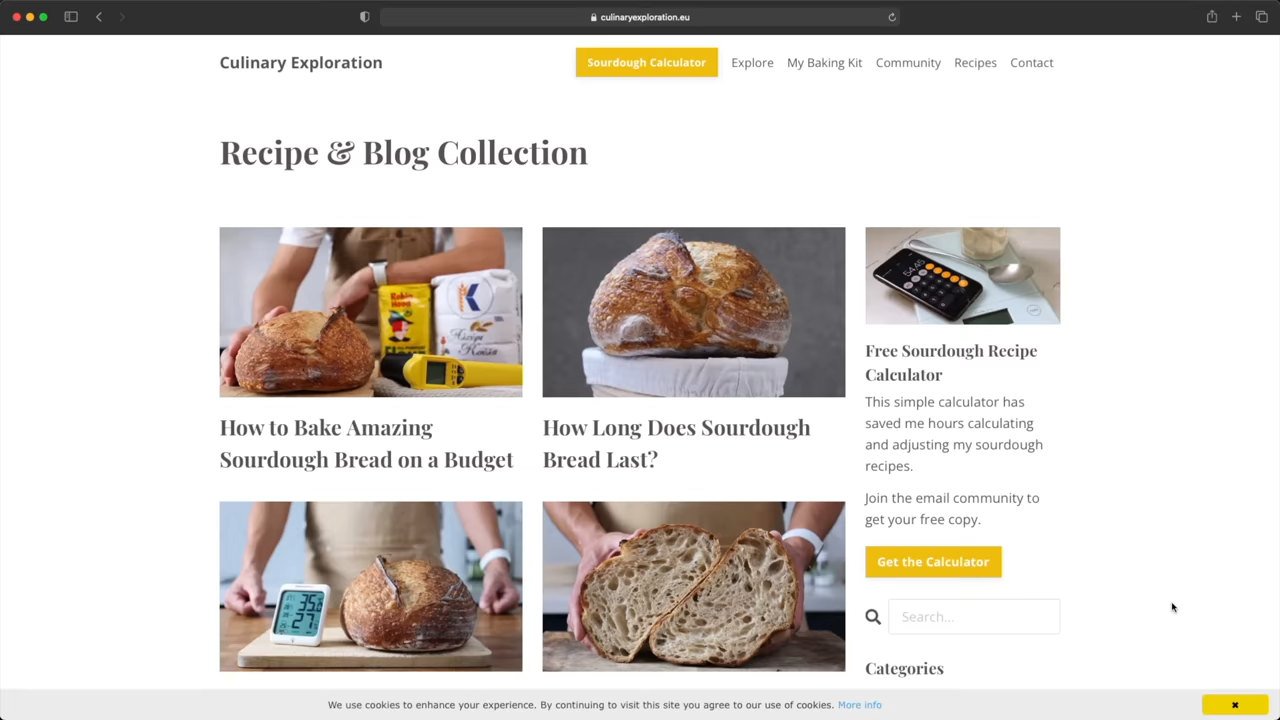 culinaryexploration.eu
Culinary Exploration
Sourdough Calculator
Explore
My Baking Kit
Community
Recipes
Contact
Recipe & Blog Collection
Robin Hood
How to Bake Amazing
Sourdough Bread on a Budget
How Long Does Sourdough
Bread Last?
Free Sourdough Recipe
Calculator
This simple calculator has
saved me hours calculating
and adjusting my sourdough
recipes.
Join the email community to
get your free copy.
Get the Calculator
Search...
Categories
We use cookies to enhance your experience. By continuing to visit this site you agree to our use of cookies. More info